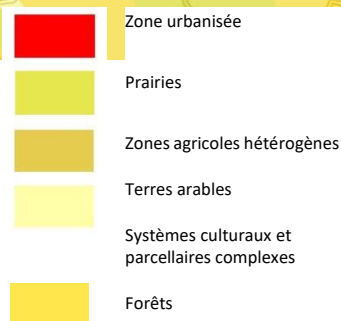 Zone urbanisée
Prairies
Zones agricoles hétérogènes
Terres arables
Systèmes culturaux et
parcellaires complexes
Forêts